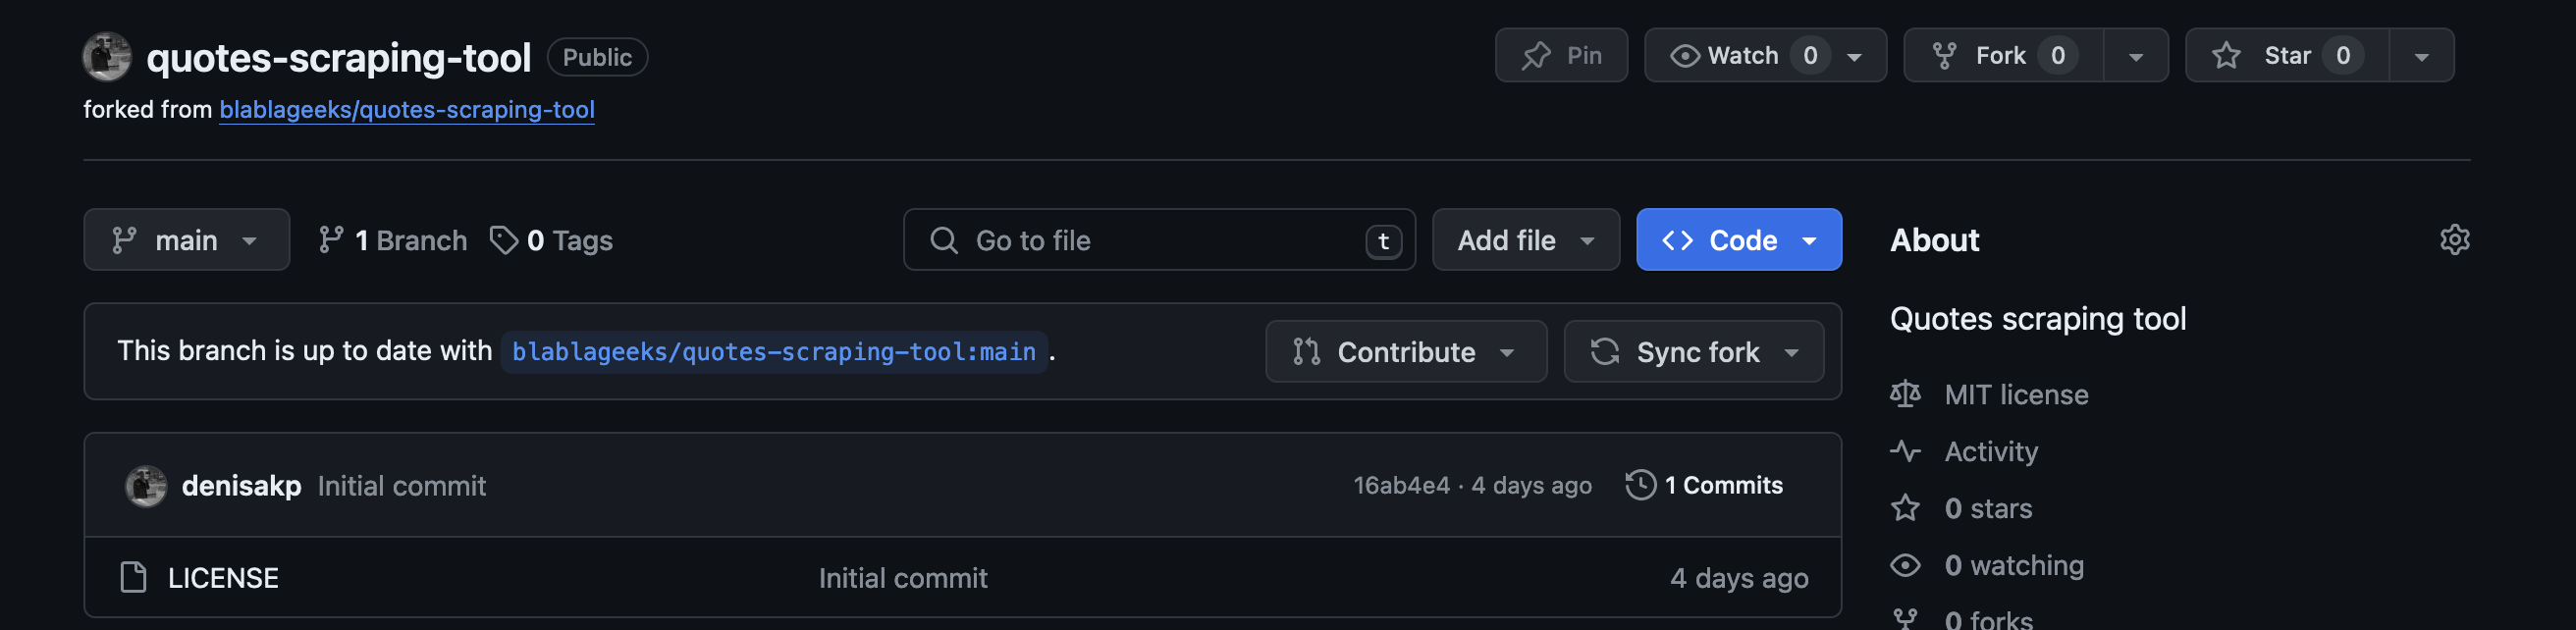 quotes-scraping-tool Public Pin Watch 0 Fork 0 Star 0
forked from blablageeks/quotes-scraping-tool
main 1 Branch 0 Tags Go to file t Add file Code
This branch is up to date with blablageeks/quotes-scraping-tool:main. Contribute Sync fork
denisakp Initial commit 16ab4e4 · 4 days ago 1 Commits
LICENSE Initial commit 4 days ago
About
Quotes scraping tool
MIT license
Activity
0 stars
0 watching
0 forks